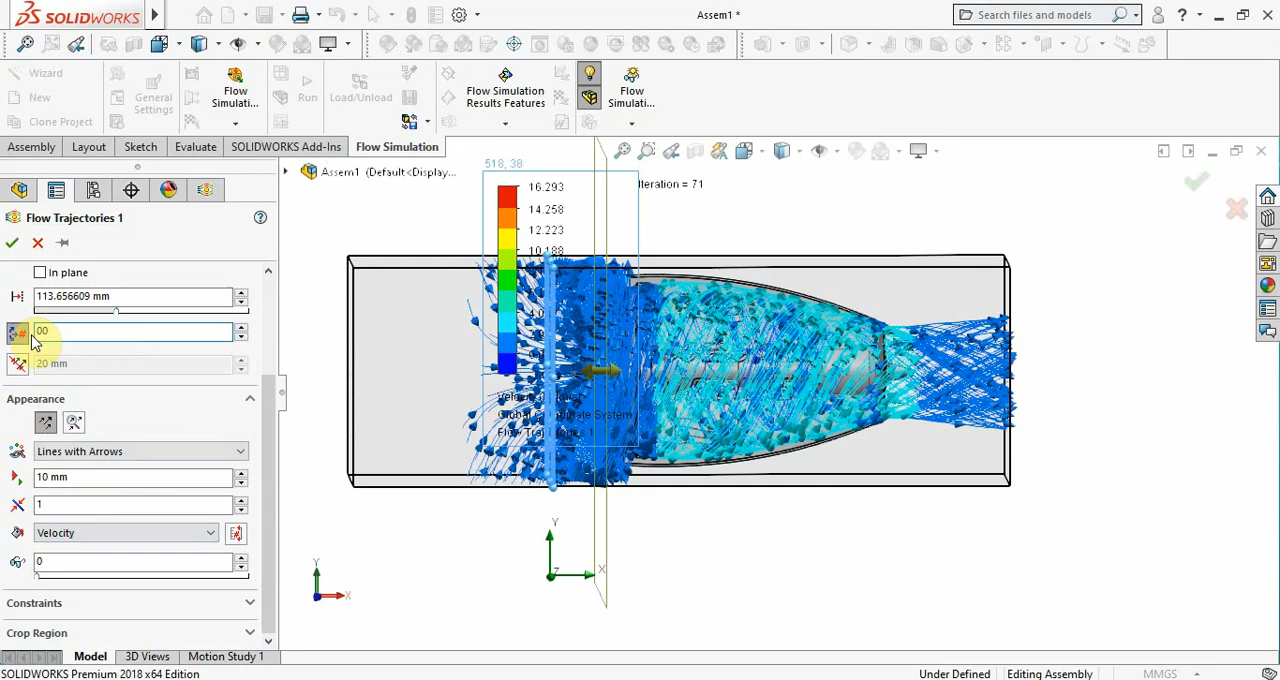 SOLIDWORKS
Assem1 *
Search files and models
Wizard
New
Clone Project
General Settings
Flow Simulati...
Run
Load/Unload
Flow Simulation Results Features
Flow Simulati...
Assembly
Layout
Sketch
Evaluate
SOLIDWORKS Add-Ins
Flow Simulation
Flow Trajectories 1
In plane
113.656609 mm
00
20 mm
Appearance
Lines with Arrows
10 mm
1
Velocity
0
Constraints
Crop Region
Assem1 (Default<Display...
518, 38
Iteration = 71
16.293
14.258
12.223
10.188
Y
X
Z
Y
X
Model
3D Views
Motion Study 1
SOLIDWORKS Premium 2018 x64 Edition
Under Defined
Editing Assembly
MMGS